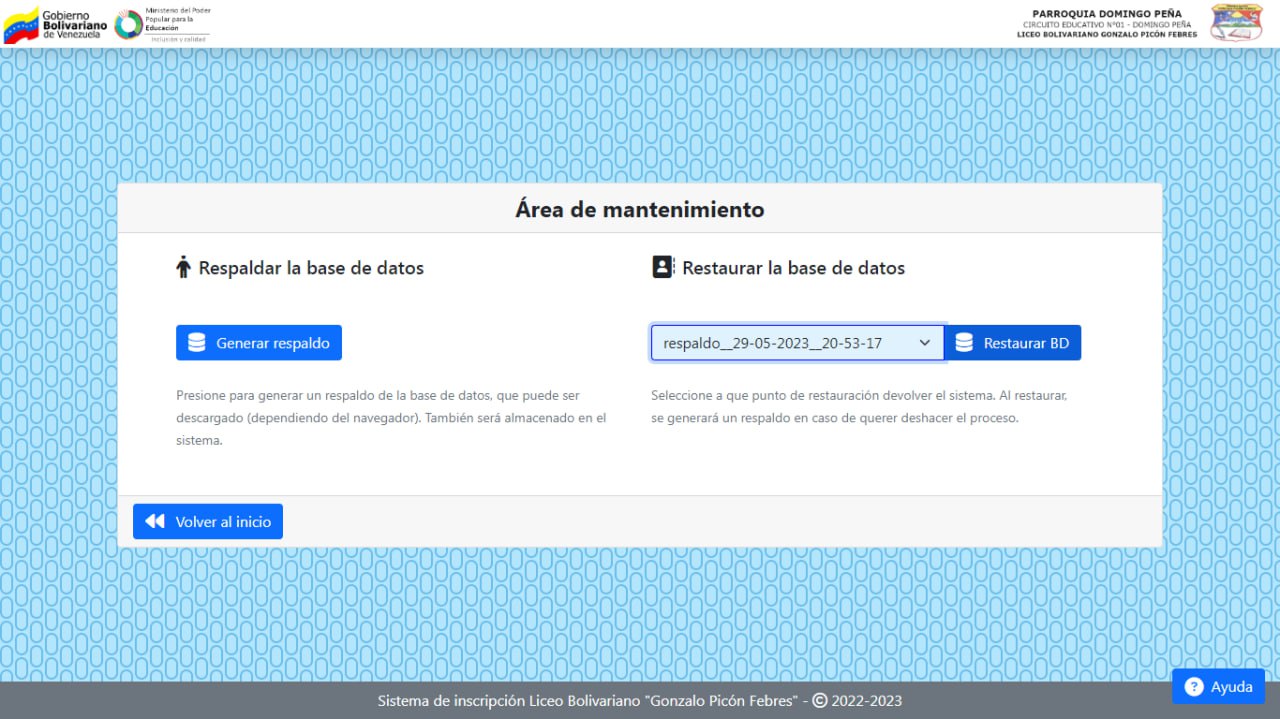 Gobierno
Bolivariano
de Venezuela
Ministerio del Poder
Popular para la
Educación
Inclusión y calidad
PARROQUIA DOMINGO PEÑA
CIRCUITO EDUCATIVO Nº01 - DOMINGO PEÑA
LICEO BOLIVARIANO GONZALO PICÓN FEBRES
Área de mantenimiento
Respaldar la base de datos
Generar respaldo
Presione para generar un respaldo de la base de datos, que puede ser
descargado (dependiendo del navegador). También será almacenado en el
sistema.
Restaurar la base de datos
respaldo__29-05-2023__20-53-17
Restaurar BD
Seleccione a que punto de restauración devolver el sistema. Al restaurar,
se generará un respaldo en caso de querer deshacer el proceso.
Volver al inicio
Ayuda
Sistema de inscripción Liceo Bolivariano "Gonzalo Picón Febres" - © 2022-2023